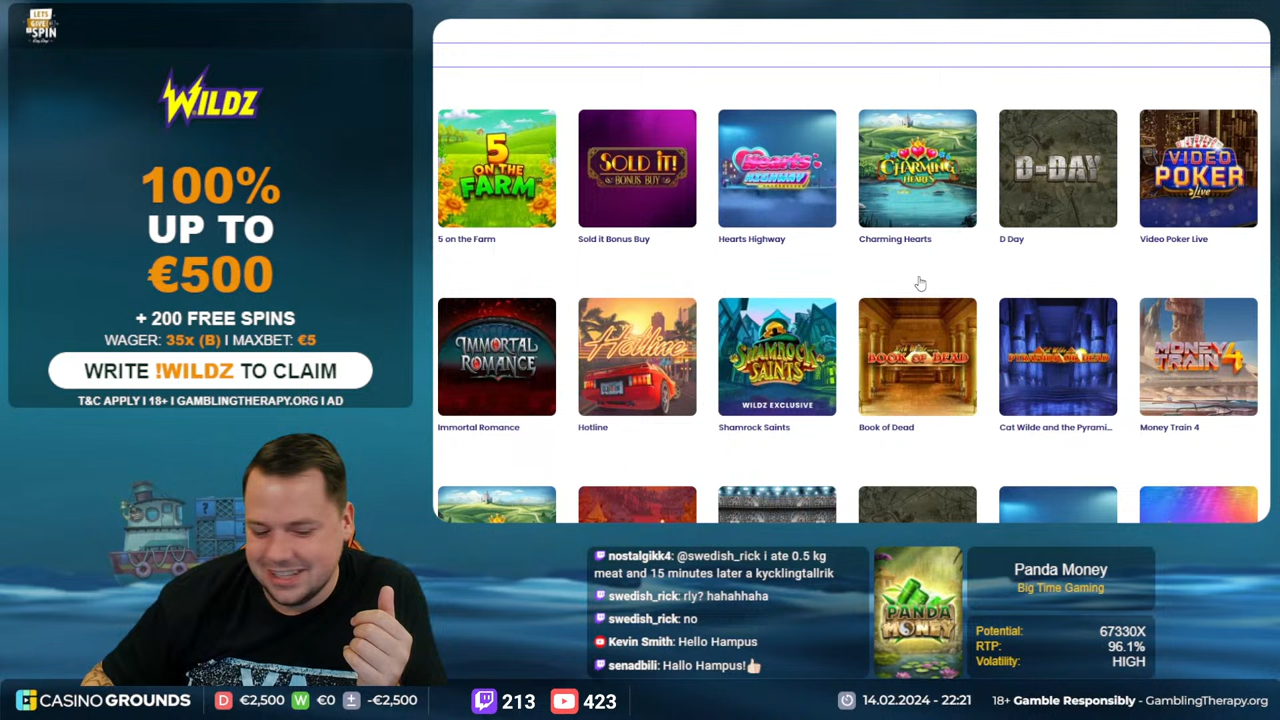 LETS
GIVE IT
A SPIN
WILDZ
100%
UP TO
€500
+ 200 FREE SPINS
WAGER: 35x (B) I MAXBET: €5
WRITE !WILDZ TO CLAIM
T&C APPLY I 18+ I GAMBLINGTHERAPY.ORG I AD
5
ON THE
FARM
SOLD IT!
BONUS BUY
Hearts
HIGHWAY
CHARMING
HEARTS
D-DAY
VIDEO
POKER
live
5 on the Farm
Sold it Bonus Buy
Hearts Highway
Charming Hearts
D Day
Video Poker Live
IMMORTAL
ROMANCE
Hotline
SHAMROCK
SAINTS
WILDZ EXCLUSIVE
BOOK OF DEAD
PYRAMIDS OF DEAD
MONEY
TRAIN 4
Immortal Romance
Hotline
Shamrock Saints
Book of Dead
Cat Wilde and the Pyrami...
Money Train 4
nostalgikk4: @swedish_rick i ate 0.5 kg
meat and 15 minutes later a kycklingtallrik
swedish_rick: rly? hahahhaha
swedish_rick: no
Kevin Smith: Hello Hampus
senadbili: Hallo Hampus!👍🏻
PANDA
MONEY
Panda Money
Big Time Gaming
Potential: 67330X
RTP: 96.1%
Volatility: HIGH
CASINO GROUNDS
D €2,500 W €0 ± -€2,500
213
423
14.02.2024 - 22:21
18+ Gamble Responsibly - GamblingTherapy.org